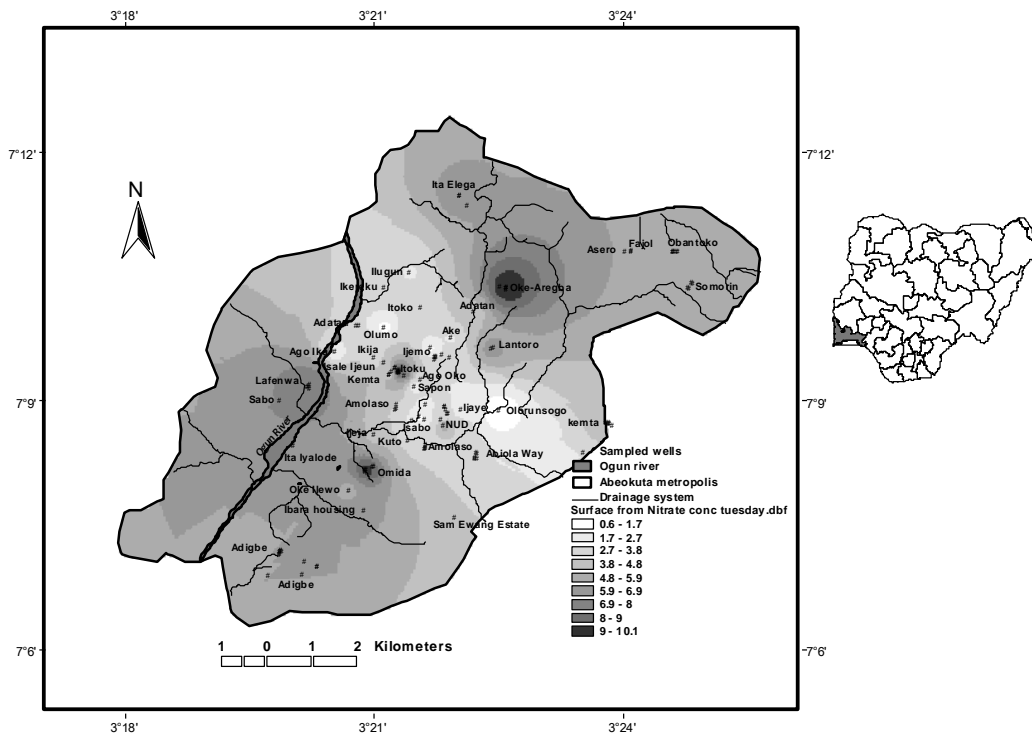 3°18'
3°21'
3°24'
7°12'
7°12'
N
Ita Elega
Asero
Fajol
Obantoko
Ilugun
Ikereku
Oke-Aregba
Somorin
Itoko
Adatan
Adatan
Olumo
Ake
Ago Ika
Ikija
Ijemo
Lantoro
Isale Ijeun
Itoku
Kemta
Ago Oko
Lafenwa
Sapon
Sabo
Amolaso
Ijaye
Olorunsogo
7°9'
7°9'
Ogun River
Ijeja
Isabo
NUD
kemta
Kuto
Amolaso
Ita Iyalode
Abiola Way
Omida
Oke Ilewo
Ibara housing
Sam Ewang Estate
Adigbe
Adigbe
Sampled wells
Ogun river
Abeokuta metropolis
Drainage system
Surface from Nitrate conc tuesday.dbf
0.6 - 1.7
1.7 - 2.7
2.7 - 3.8
3.8 - 4.8
4.8 - 5.9
5.9 - 6.9
6.9 - 8
8 - 9
9 - 10.1
1 0 1 2 Kilometers
7°6'
7°6'
3°18'
3°21'
3°24'